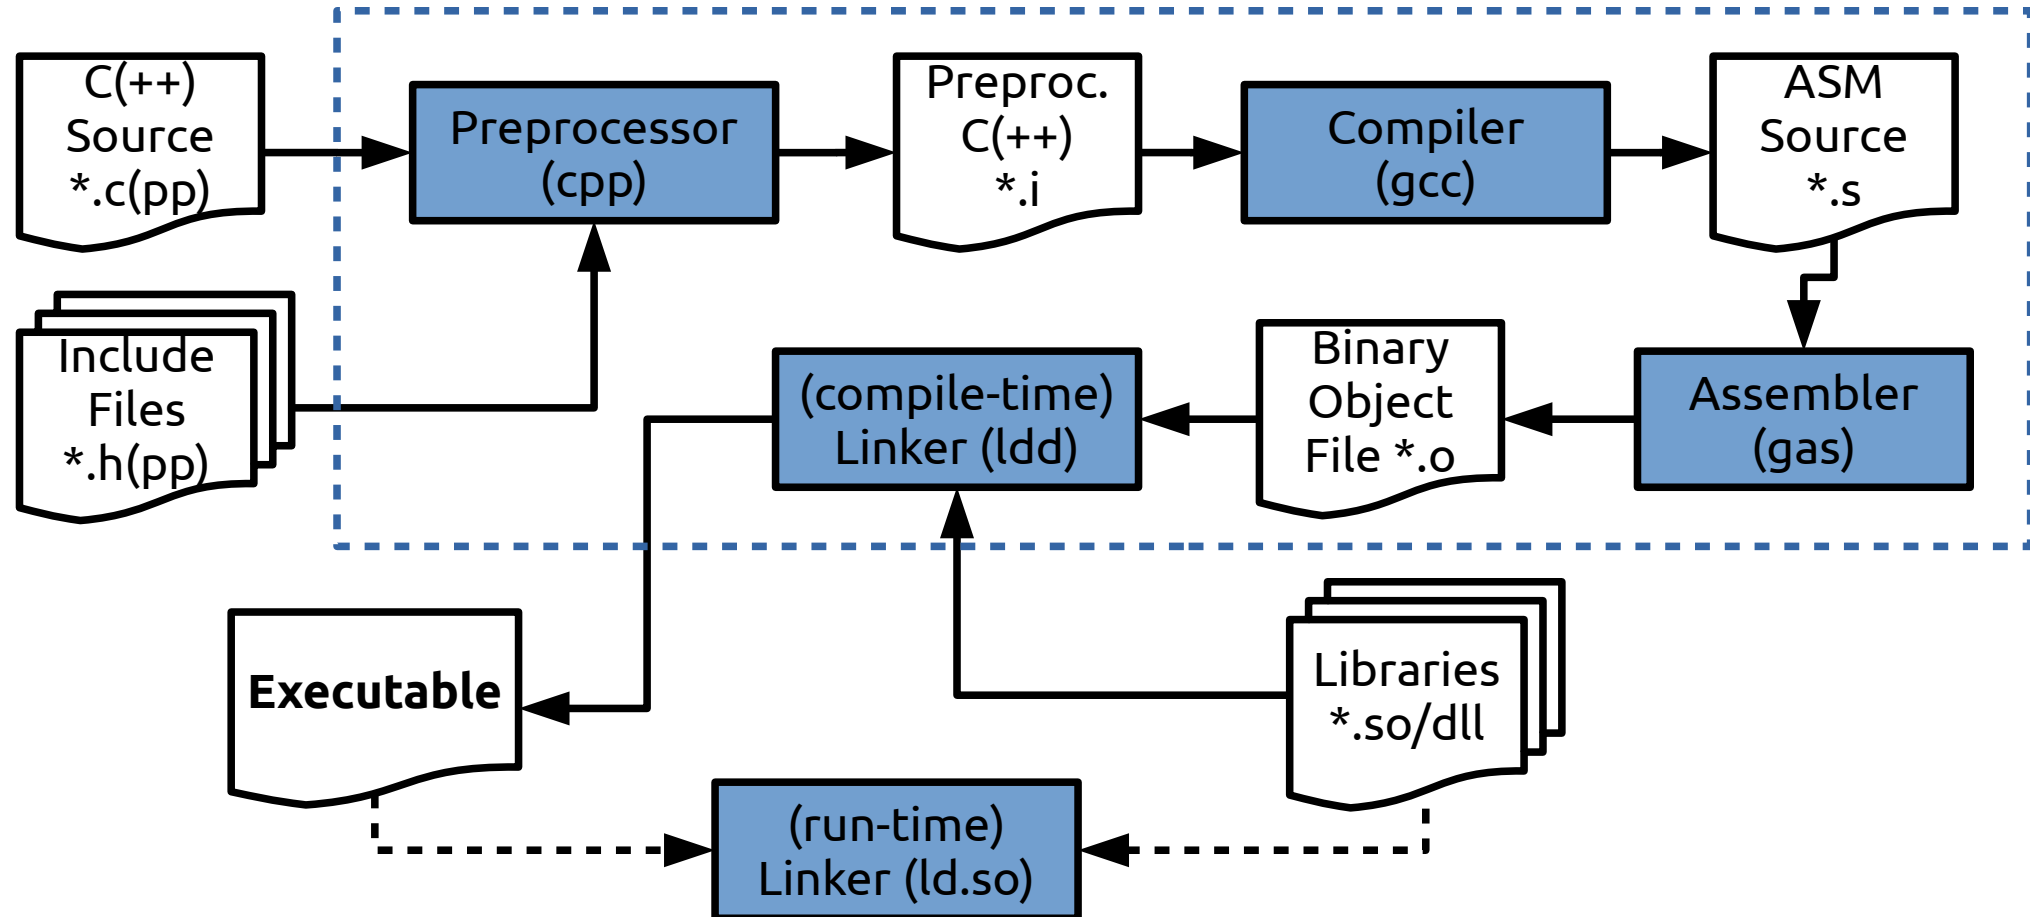 C(++)
Source
*.c(pp)
Preprocessor
(cpp)
Preproc.
C(++)
*.i
Compiler
(gcc)
ASM
Source
*.s
Include
Files
*.h(pp)
(compile-time)
Linker (ldd)
Binary
Object
File *.o
Assembler
(gas)
Executable
Libraries
*.so/dll
(run-time)
Linker (ld.so)